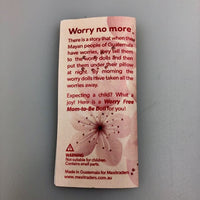 Worry no more
There is a story that when the
Mayan people of Guatemala
have worries, they tell them
to the worry dolls and then
put them under their pillow
at night. By morning the
worry dolls have taken all the
worries away.
Expecting a child? What a
joy! Here is a Worry Free
Mom-to-Be Doll for you!
WARNING
Not suitable for children.
Contains small parts.
Made in Guatemala for Mexitraders
www.mexitraders.com